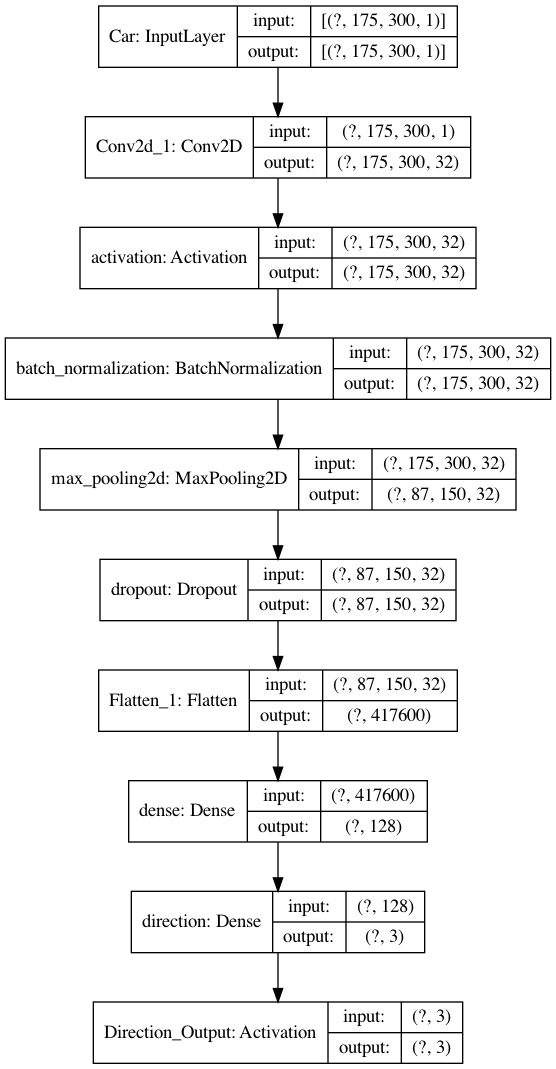 Car: InputLayer
input:
[(?, 175, 300, 1)]
output:
[(?, 175, 300, 1)]
Conv2d_1: Conv2D
input:
(?, 175, 300, 1)
output:
(?, 175, 300, 32)
activation: Activation
input:
(?, 175, 300, 32)
output:
(?, 175, 300, 32)
batch_normalization: BatchNormalization
input:
(?, 175, 300, 32)
output:
(?, 175, 300, 32)
max_pooling2d: MaxPooling2D
input:
(?, 175, 300, 32)
output:
(?, 87, 150, 32)
dropout: Dropout
input:
(?, 87, 150, 32)
output:
(?, 87, 150, 32)
Flatten_1: Flatten
input:
(?, 87, 150, 32)
output:
(?, 417600)
dense: Dense
input:
(?, 417600)
output:
(?, 128)
direction: Dense
input:
(?, 128)
output:
(?, 3)
Direction_Output: Activation
input:
(?, 3)
output:
(?, 3)